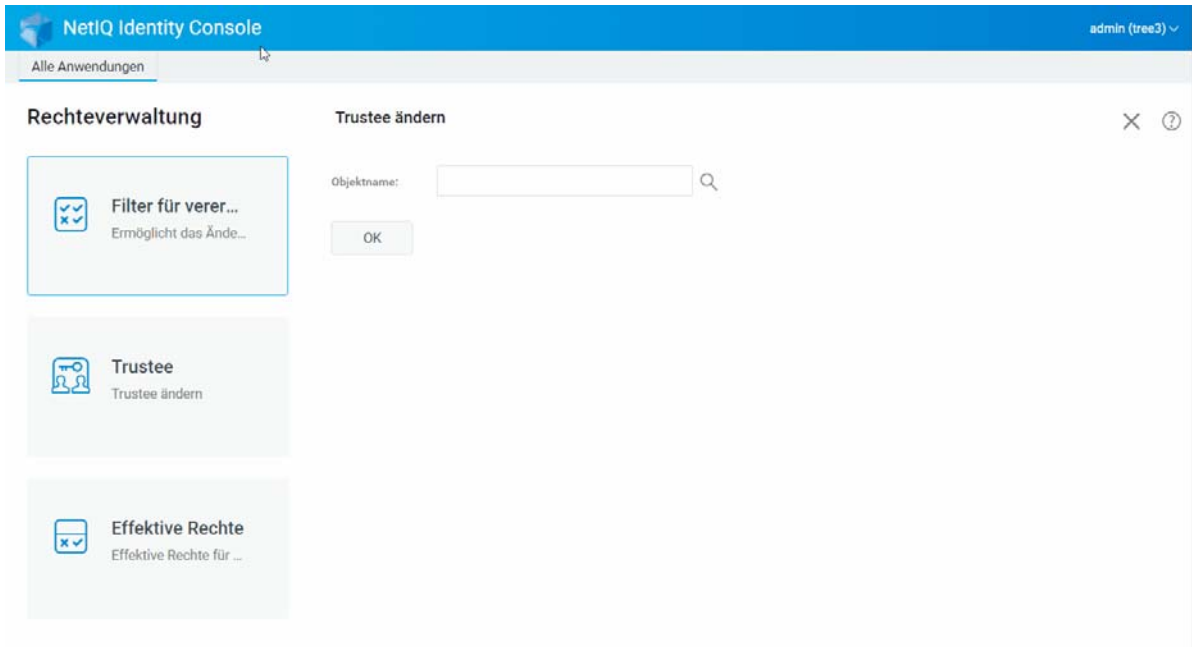 NetIQ Identity Console
admin (tree3)
Alle Anwendungen
Rechteverwaltung
Trustee ändern
Filter für verer...
Ermöglicht das Ände...
Objektname:
OK
Trustee
Trustee ändern
Effektive Rechte
Effektive Rechte für ...